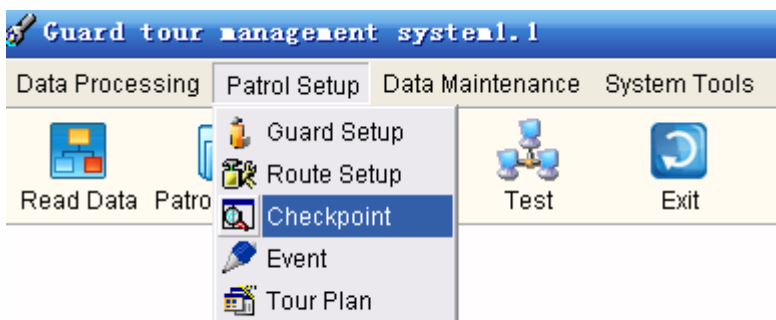 Guard tour management system1.1
Data Processing Patrol Setup Data Maintenance System Tools
Guard Setup
Route Setup
Read Data Patro Test Exit
Checkpoint
Event
Tour Plan